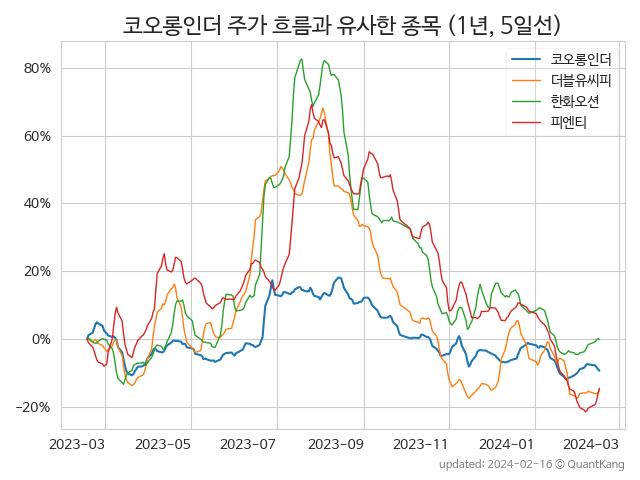 코오롱인더 주가 흐름과 유사한 종목 (1년, 5일선)
코오롱인더
더블유씨피
한화오션
피엔티
80%
60%
40%
20%
0%
−20%
2023-03 2023-05 2023-07 2023-09 2023-11 2024-01 2024-03
updated: 2024-02-16 © QuantKang